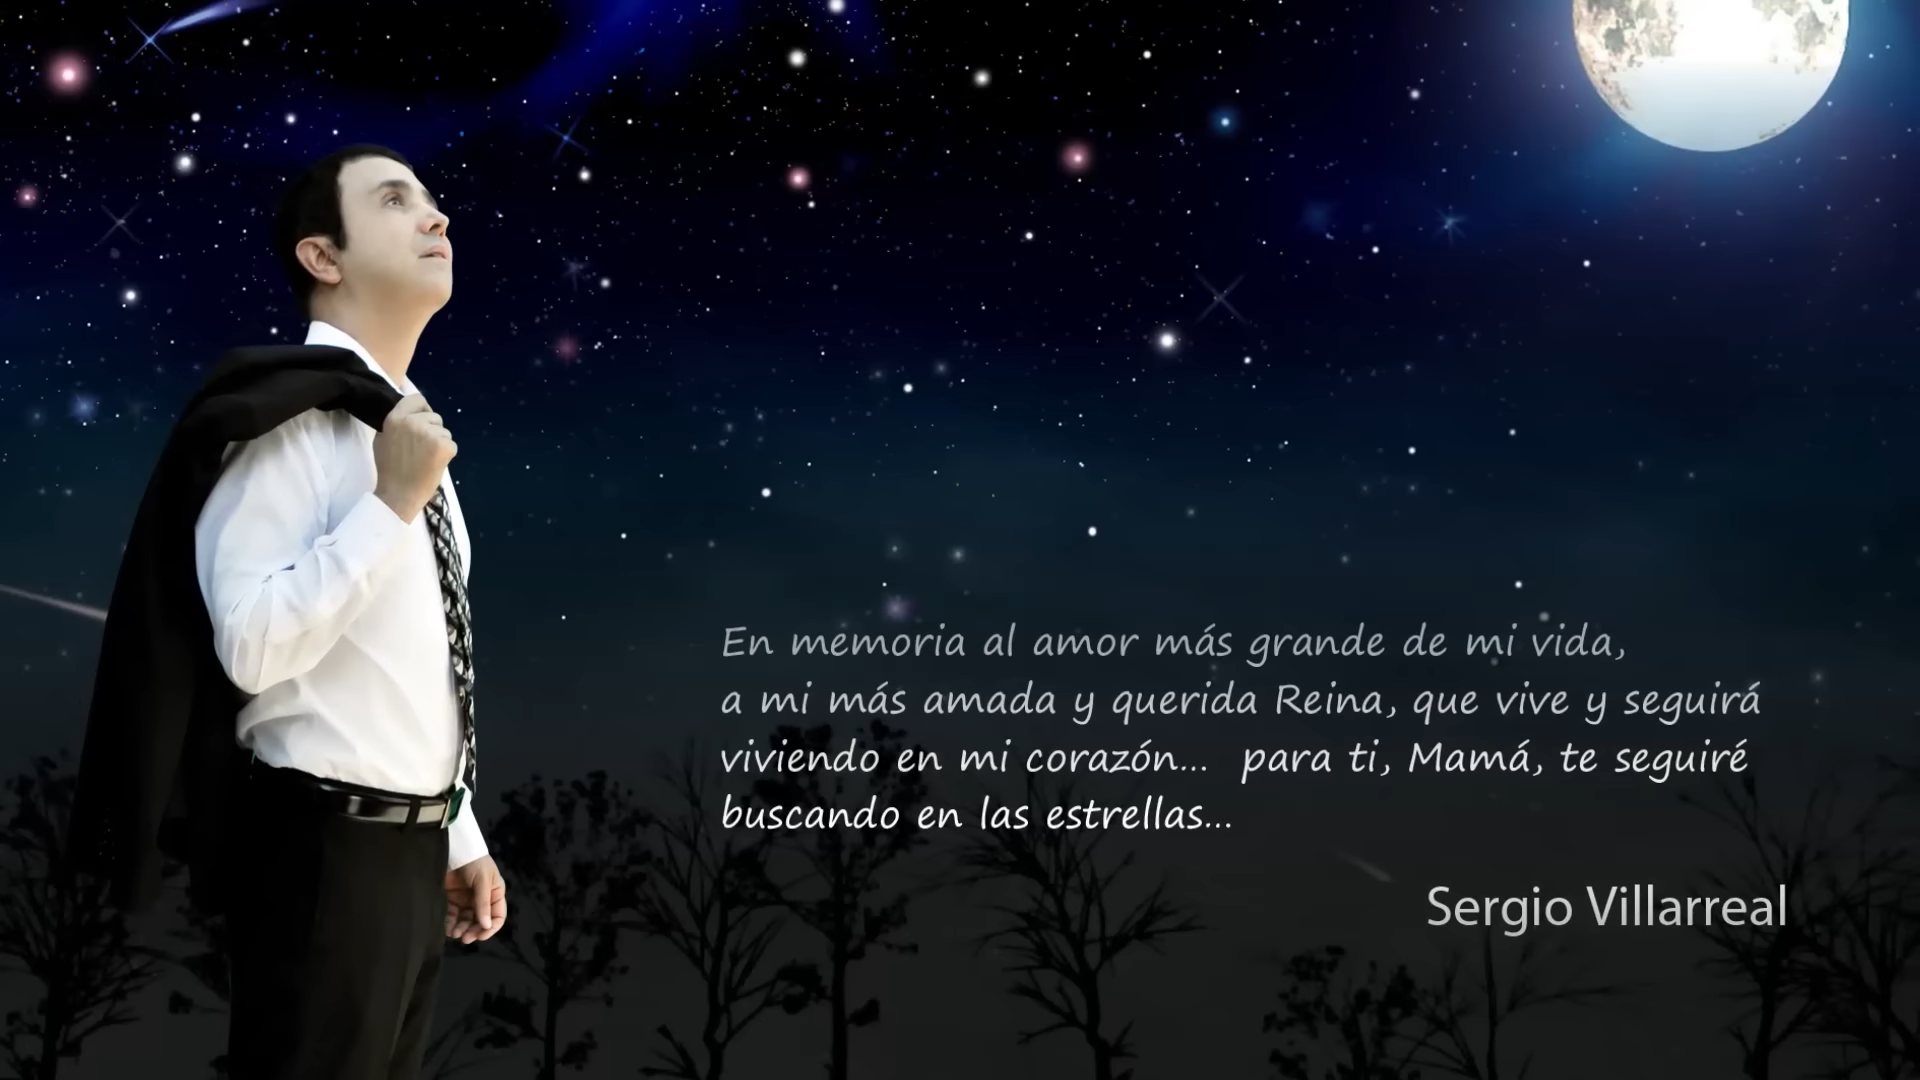 En memoria al amor más grande de mi vida,
a mi más amada y querida Reina, que vive y seguirá
viviendo en mi corazón... para ti, Mamá, te seguiré
buscando en las estrellas...
Sergio Villarreal